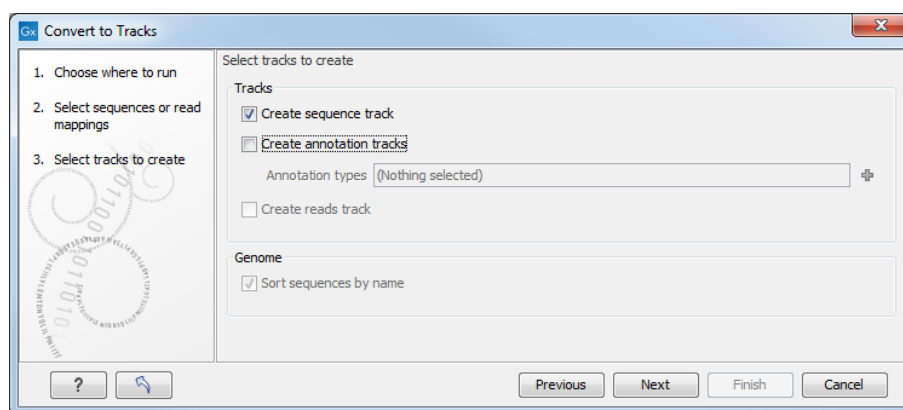 Gx Convert to Tracks
1. Choose where to run
2. Select sequences or read
mappings
3. Select tracks to create
Select tracks to create
Tracks
Create sequence track
Create annotation tracks
Annotation types (Nothing selected)
Create reads track
Genome
Sort sequences by name
?
Previous Next Finish Cancel